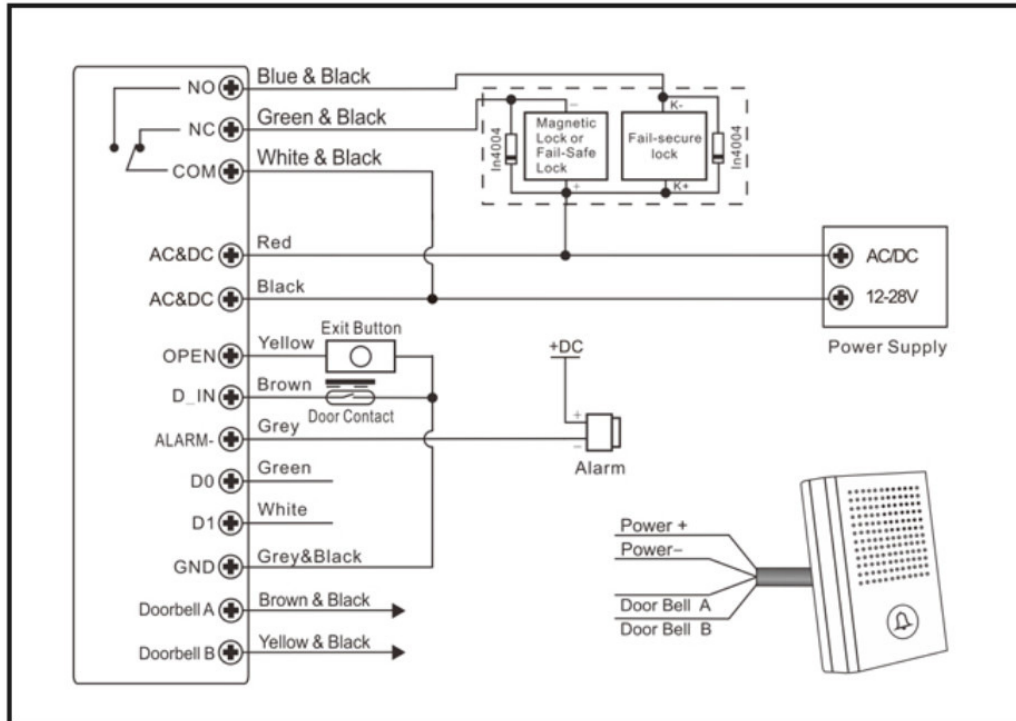 NO
Blue & Black
NC
Green & Black
COM
White & Black
In4004
−
Magnetic
Lock or
Fail-Safe
Lock
+
K-
Fail-secure
lock
K+
In4004
AC&DC
Red
AC/DC
AC&DC
Black
12-28V
Power Supply
OPEN
Yellow
Exit Button
D_IN
Brown
Door Contact
+DC
ALARM-
Grey
+
−
Alarm
D0
Green
D1
White
GND
Grey&Black
Doorbell A
Brown & Black
Doorbell B
Yellow & Black
Power +
Power−
Door Bell A
Door Bell B